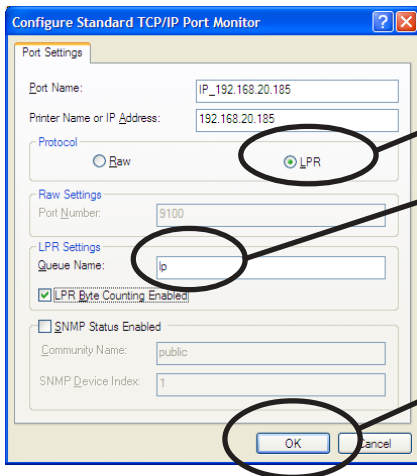 Configure Standard TCP/IP Port Monitor
Port Settings
Port Name: IP_192.168.20.185
Printer Name or IP Address: 192.168.20.185
Protocol
Raw LPR
Raw Settings
Port Number: 9100
LPR Settings
Queue Name: lp
LPR Byte Counting Enabled
SNMP Status Enabled
Community Name: public
SNMP Device Index: 1
OK Cancel